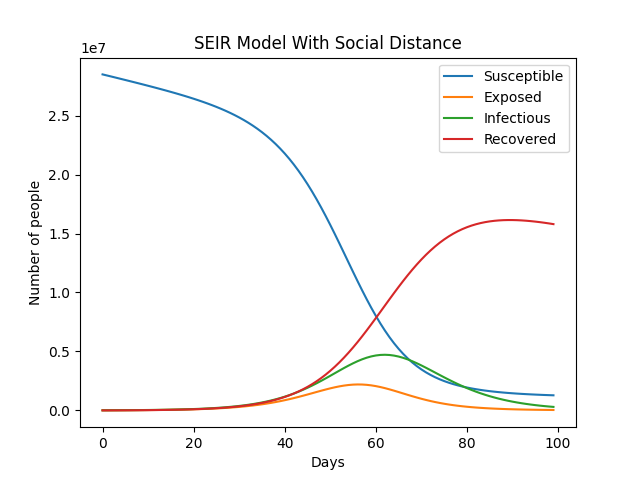 SEIR Model With Social Distance
1e7
Susceptible
Exposed
Infectious
Recovered
2.5
2.0
1.5
1.0
0.5
0.0
Number of people
0 20 40 60 80 100
Days